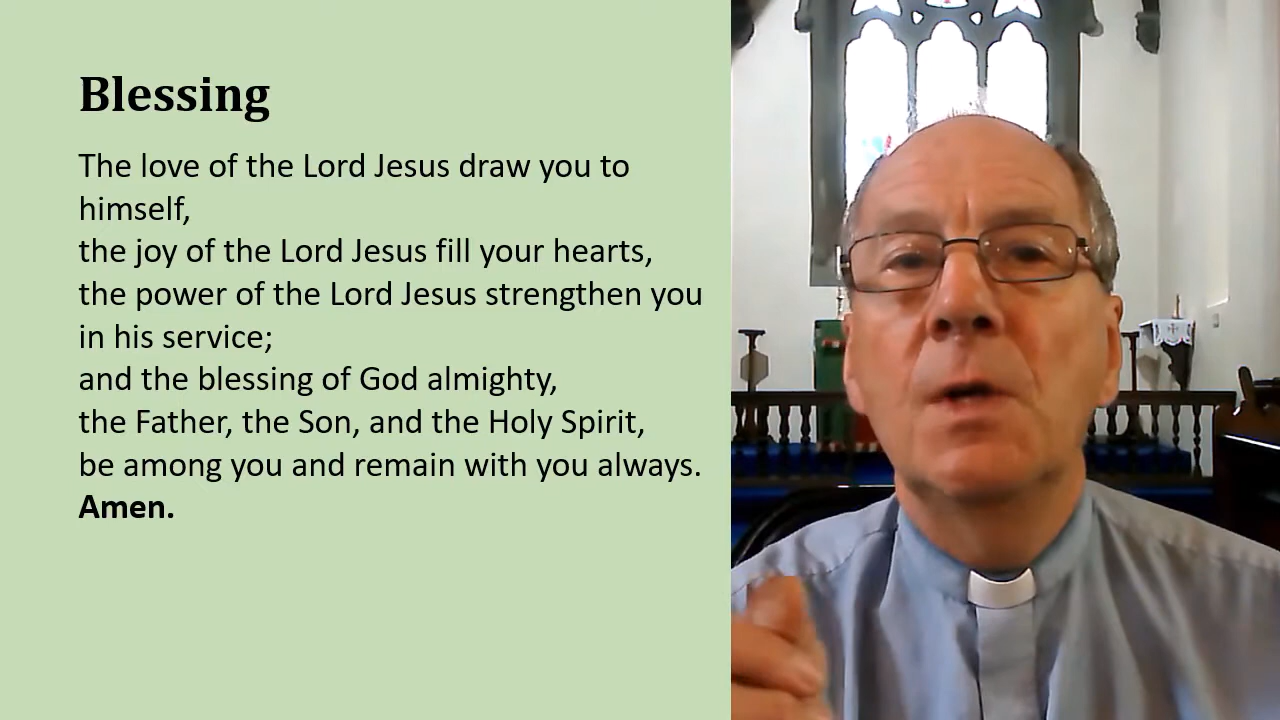 Blessing
The love of the Lord Jesus draw you to
himself,
the joy of the Lord Jesus fill your hearts,
the power of the Lord Jesus strengthen you
in his service;
and the blessing of God almighty,
the Father, the Son, and the Holy Spirit,
be among you and remain with you always.
Amen.